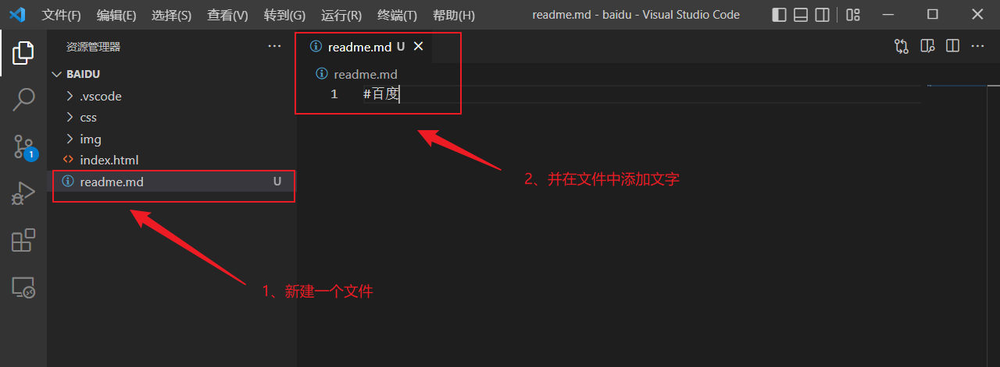 文件(F) 编辑(E) 选择(S) 查看(V) 转到(G) 运行(R) 终端(T) 帮助(H) readme.md - baidu - Visual Studio Code
资源管理器
readme.md U
BAIDU
readme.md
.vscode
1 #百度
css
img
1
index.html
readme.md U
2、并在文件中添加文字
1、新建一个文件